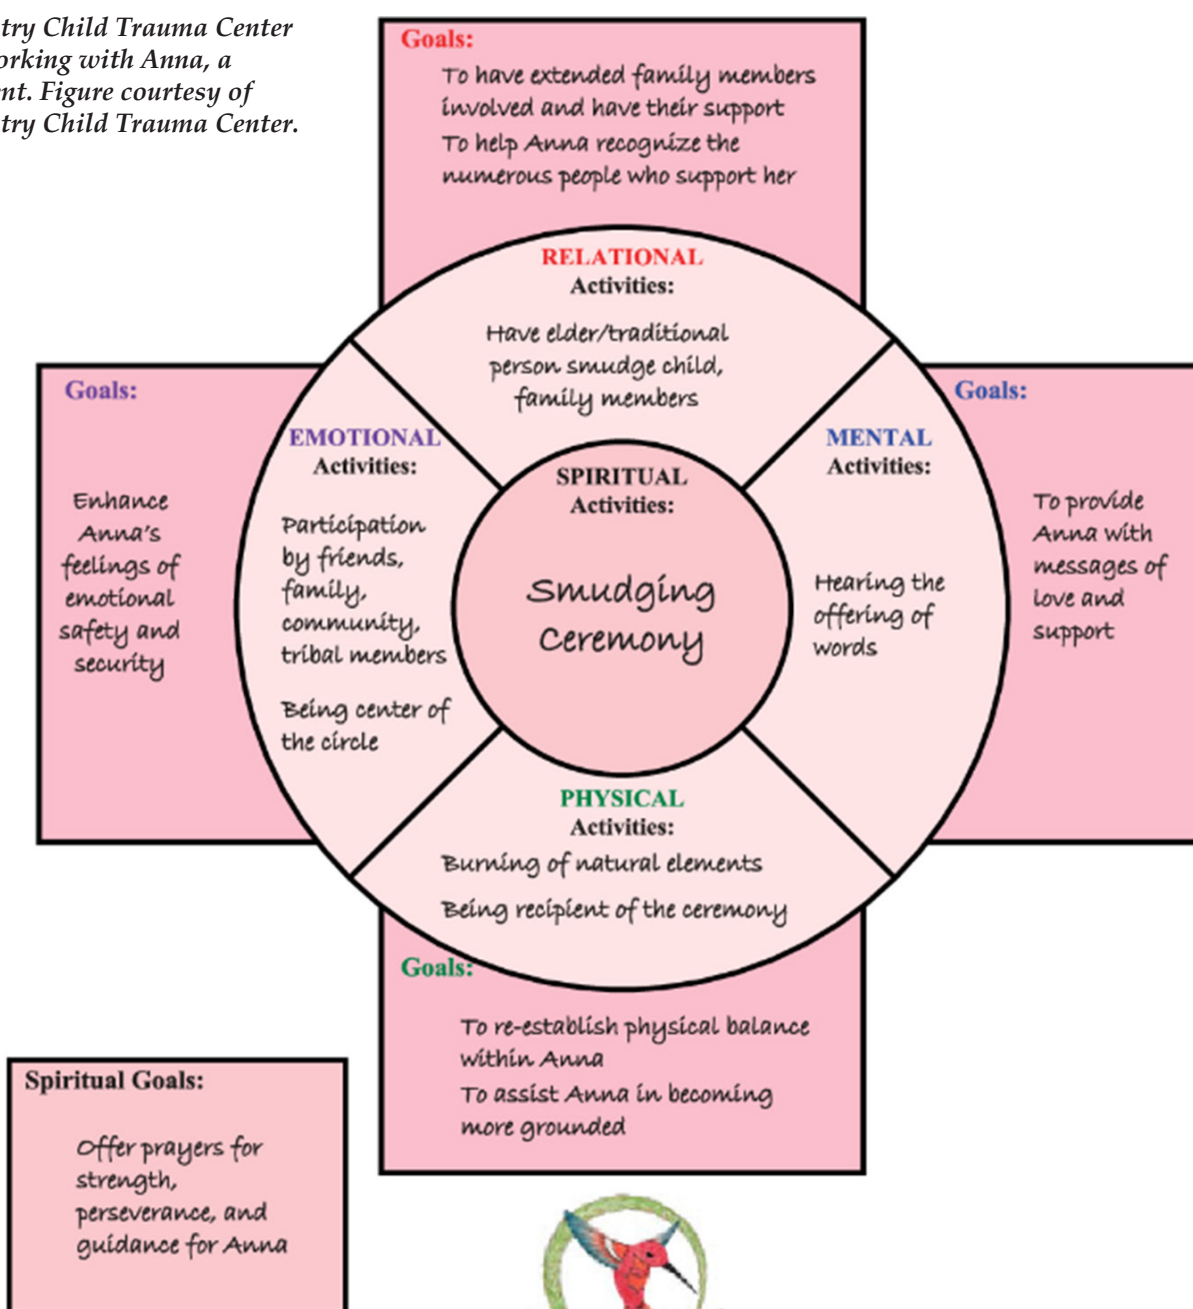 try Child Trauma Center
orking with Anna, a
nt. Figure courtesy of
try Child Trauma Center.
Goals:
To have extended family members
involved and have their support
To help Anna recognize the
numerous people who support her
RELATIONAL
Activities:
Have elder/traditional
person smudge child,
family members
Goals:
Enhance
Anna's
feelings of
emotional
safety and
security
EMOTIONAL
Activities:
Participation
by friends,
family,
community,
tribal members
Being center of
the circle
SPIRITUAL
Activities:
Smudging
Ceremony
MENTAL
Activities:
Hearing the
offering of
words
Goals:
To provide
Anna with
messages of
love and
support
PHYSICAL
Activities:
Burning of natural elements
Being recipient of the ceremony
Goals:
To re-establish physical balance
within Anna
To assist Anna in becoming
more grounded
Spiritual Goals:
Offer prayers for
strength,
perseverance, and
guidance for Anna